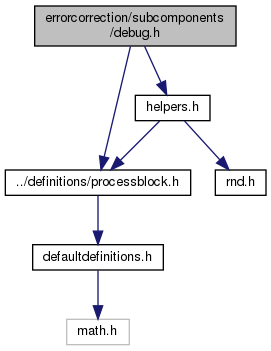 errorcorrection/subcomponents
/debug.h
helpers.h
../definitions/processblock.h
rnd.h
defaultdefinitions.h
math.h